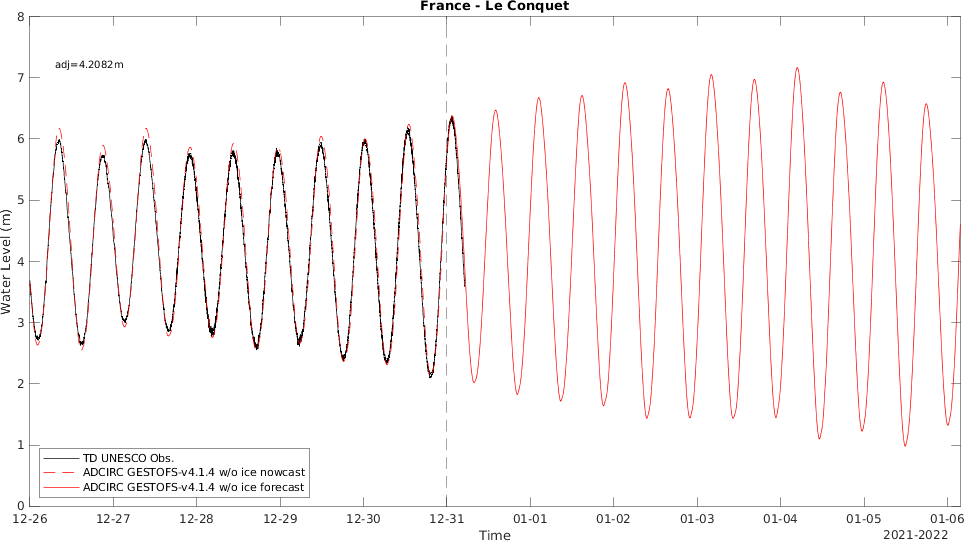 France - Le Conquet
adj=4.2082m
8
7
6
5
4
3
2
1
0
Water Level (m)
TD UNESCO Obs.
ADCIRC GESTOFS-v4.1.4 w/o ice nowcast
ADCIRC GESTOFS-v4.1.4 w/o ice forecast
12-26 12-27 12-28 12-29 12-30 12-31 01-01 01-02 01-03 01-04 01-05 01-06
Time
2021-2022